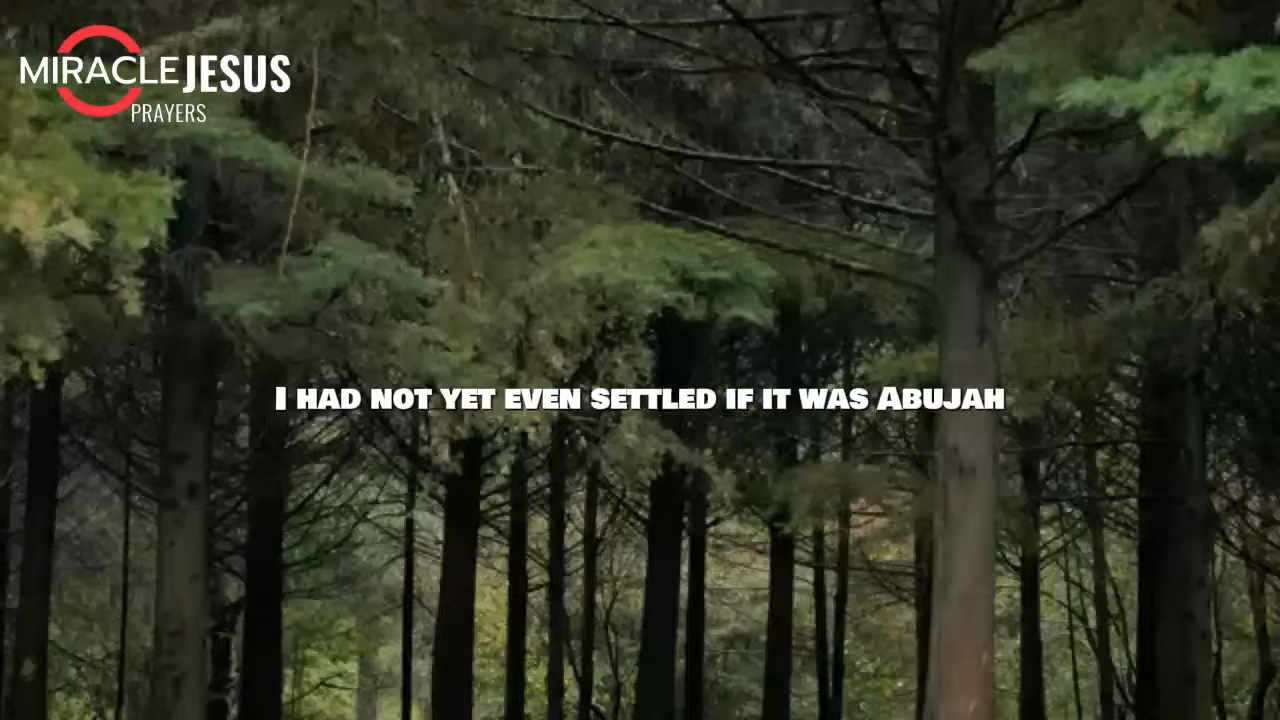 MIRACLE JESUS
PRAYERS
I HAD NOT YET EVEN SETTLED IF IT WAS ABUJAH